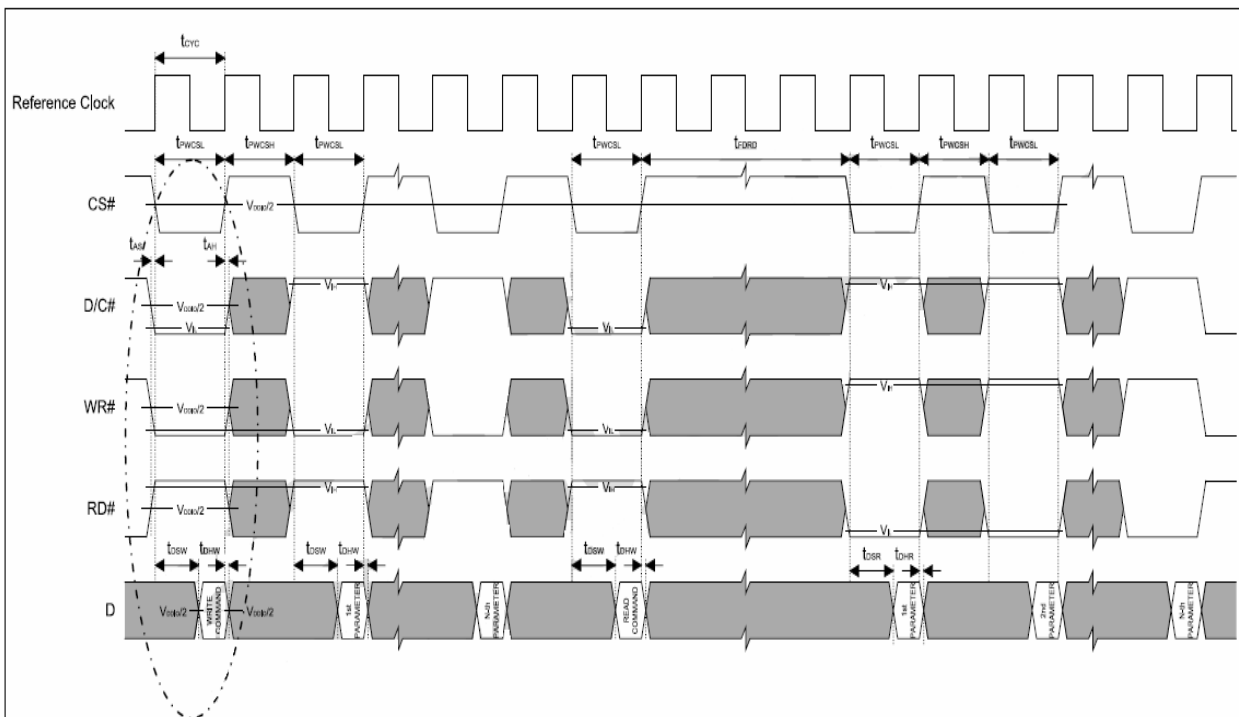 tCYC
Reference Clock
tPWCSL tPWCSH tPWCSL tPWCSL tFDRD tPWCSL tPWCSH tPWCSL
CS# VDDIO/2
tAS tAH
D/C# VDDIO/2 VIL VIH VIL VIH
WR# VDDIO/2 VIL VIL VIH
RD# VDDIO/2 VIH VIH VIL
tDSW tDHW tDSW tDHW tDSW tDHW tDSR tDHR
D VDDIO/2 WRITE COMMAND VDDIO/2 1st PARAMETER N-th PARAMETER READ COMMAND 1st PARAMETER 2nd PARAMETER N-th PARAMETER